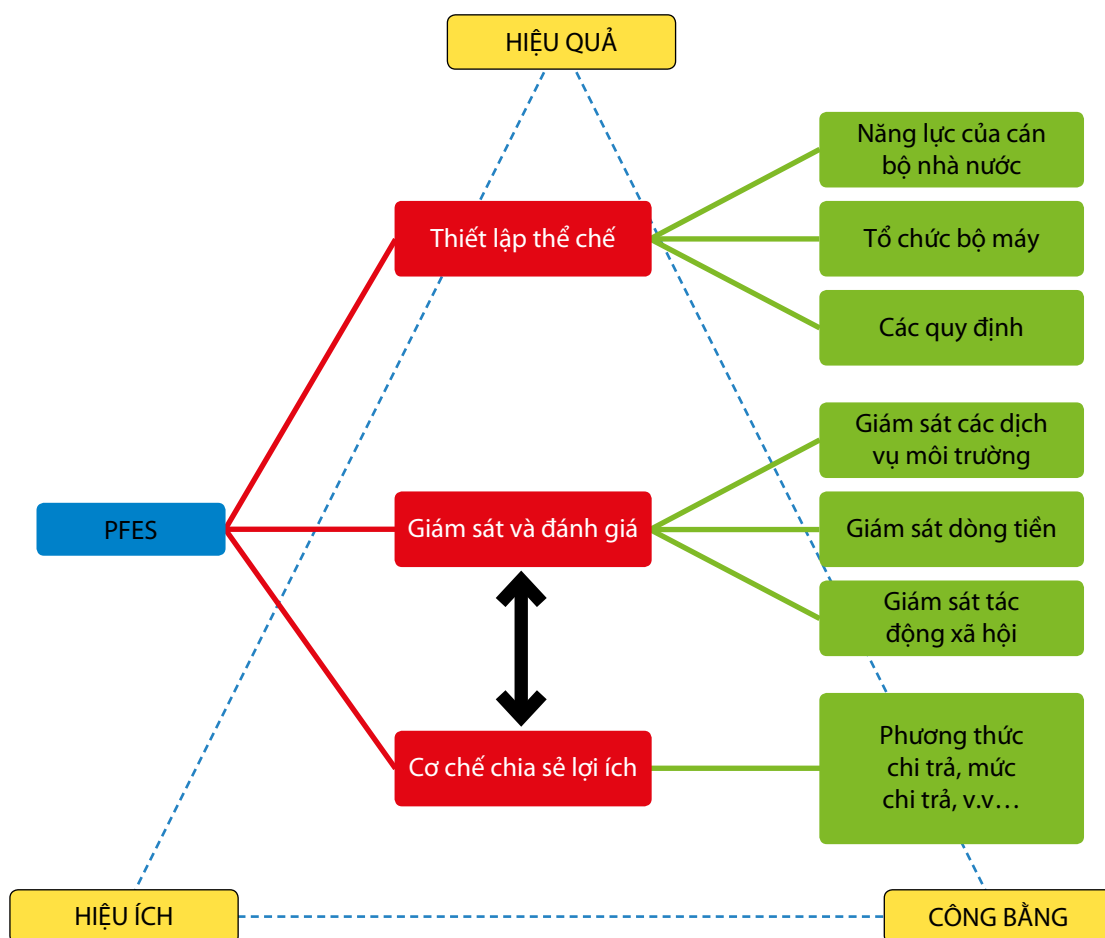 HIỆU QUẢ
Năng lực của cán
bộ nhà nước
Thiết lập thể chế
Tổ chức bộ máy
Các quy định
Giám sát các dịch
vụ môi trường
PFES
Giám sát và đánh giá
Giám sát dòng tiền
Giám sát tác
động xã hội
Cơ chế chia sẻ lợi ích
Phương thức
chi trả, mức
chi trả, v.v…
HIỆU ÍCH
CÔNG BẰNG